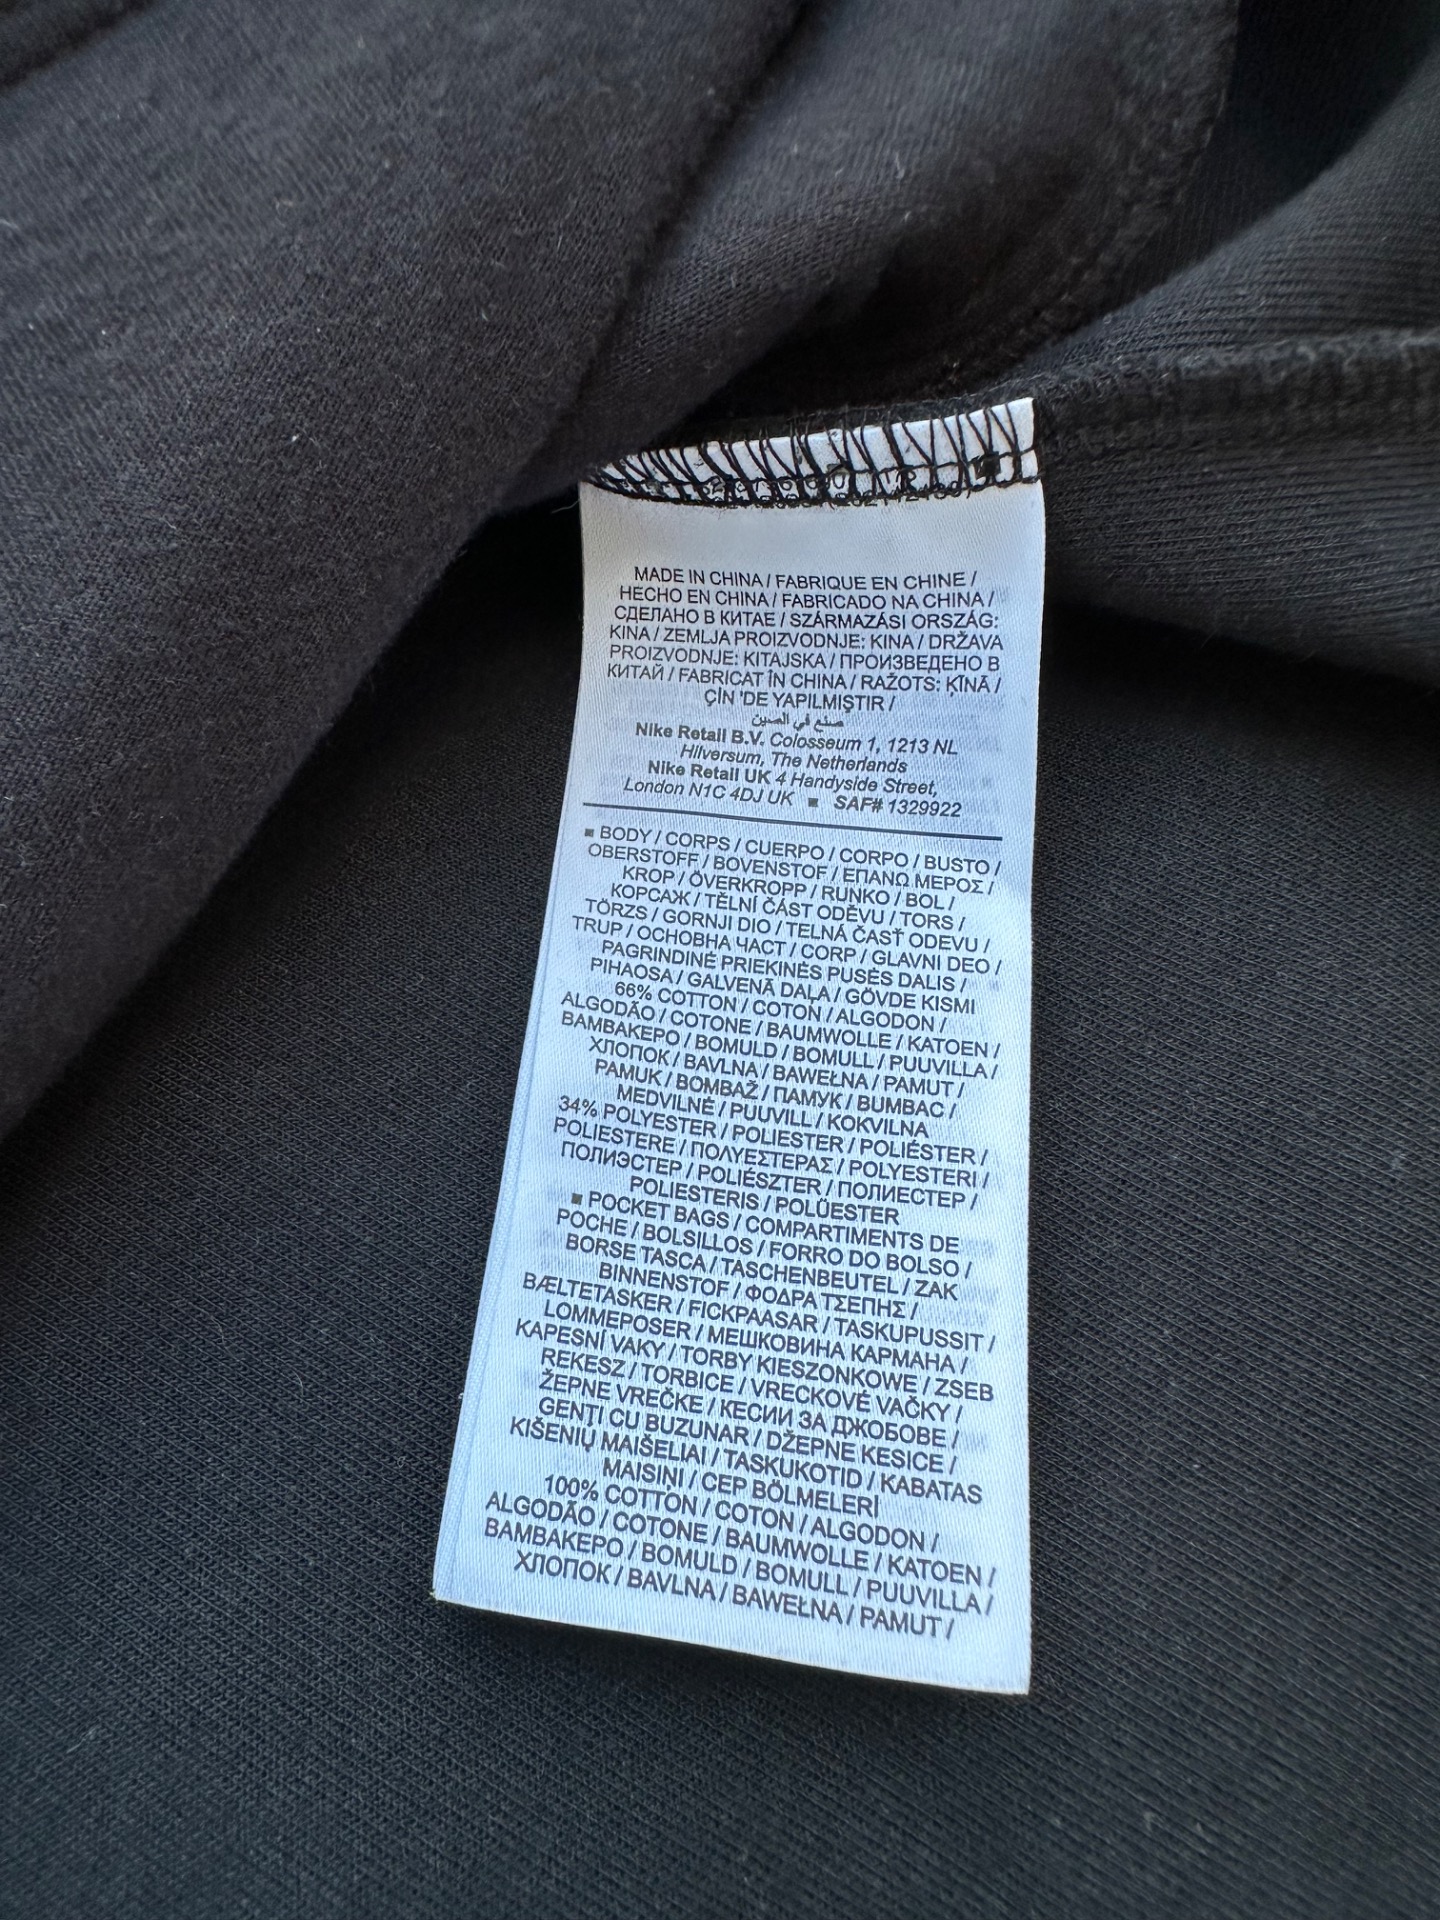 MADE IN CHINA / FABRIQUE EN CHINE /
HECHO EN CHINA / FABRICADO NA CHINA /
СДЕЛАНО В КИТАЕ / SZÁRMAZÁSI ORSZÁG:
KINA / ZEMLJA PROIZVODNJE: KINA / DRŽAVA
PROIZVODNJE: KITAJSKA / ПРОИЗВЕДЕНО В
КИТАЙ / FABRICAT ÎN CHINA / RAŽOTS: ĶĪNĀ /
ÇİN 'DE YAPILMIŞTIR /
صنع في الصين
Nike Retail B.V. Colosseum 1, 1213 NL
Hilversum, The Netherlands
Nike Retail UK 4 Handyside Street,
London N1C 4DJ UK ▪ SAF# 1329922
▪ BODY / CORPS / CUERPO / CORPO / BUSTO /
OBERSTOFF / BOVENSTOF / ΕΠΑΝΩ ΜΕΡΟΣ /
KROP / ÖVERKROPP / RUNKO / BOL /
КОРСАЖ / TĚLNÍ ČÁST ODĚVU / TORS /
TÖRZS / GORNJI DIO / TELNÁ ČASŤ ODEVU /
TRUP / ОСНОВНА ЧАСТ / CORP / GLAVNI DEO /
PAGRINDINĖ PRIEKINĖS PUSĖS DALIS /
PIHAOSA / GALVENĀ DAĻA / GÖVDE KISMI
66% COTTON / COTON / ALGODON /
ALGODÃO / COTONE / BAUMWOLLE / KATOEN /
ΒΑΜΒΑΚΕΡΟ / BOMULD / BOMULL / PUUVILLA /
ХЛОПОК / BAVLNA / BAWEŁNA / PAMUT /
PAMUK / BOMBAŽ / ПАМУК / BUMBAC /
MEDVILNĖ / PUUVILL / KOKVILNA
34% POLYESTER / POLIESTER / POLIÉSTER /
POLIESTERE / ΠΟΛΥΕΣΤΕΡΑΣ / POLYESTERI /
ПОЛИЭСТЕР / POLIÉSZTER / ПОЛИЕСТЕР /
POLIESTERIS / POLÜESTER
▪ POCKET BAGS / COMPARTIMENTS DE
POCHE / BOLSILLOS / FORRO DO BOLSO /
BORSE TASCA / TASCHENBEUTEL / ZAK
BINNENSTOF / ΦΟΔΡΑ ΤΣΕΠΗΣ /
BÆLTETASKER / FICKPAASAR / TASKUPUSSIT /
LOMMEPOSER / МЕШКОВИНА КАРМАНА /
KAPESNÍ VAKY / TORBY KIESZONKOWE / ZSEB
REKESZ / TORBICE / VRECKOVÉ VAČKY /
ŽEPNE VREČKE / КЕСИИ ЗА ДЖОБОВЕ /
GENŢI CU BUZUNAR / DŽEPNE KESICE /
KIŠENIŲ MAIŠELIAI / TASKUKOTID / KABATAS
MAISIŅI / CEP BÖLMELERİ
100% COTTON / COTON / ALGODON /
ALGODÃO / COTONE / BAUMWOLLE / KATOEN /
ΒΑΜΒΑΚΕΡΟ / BOMULD / BOMULL / PUUVILLA /
ХЛОПОК / BAVLNA / BAWEŁNA / PAMUT /